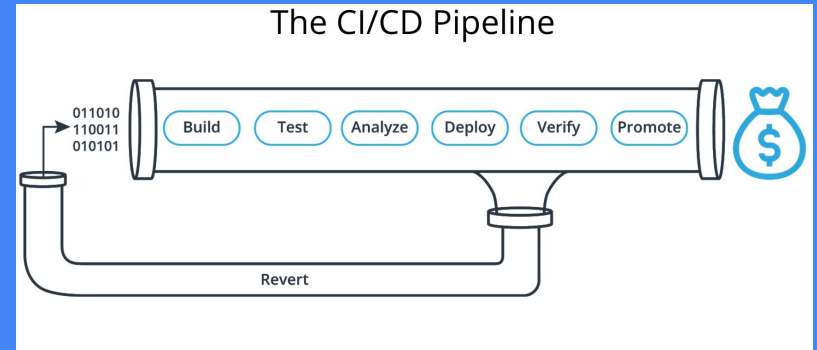 The CI/CD Pipeline
011010
110011
010101
Build
Test
Analyze
Deploy
Verify
Promote
$
Revert